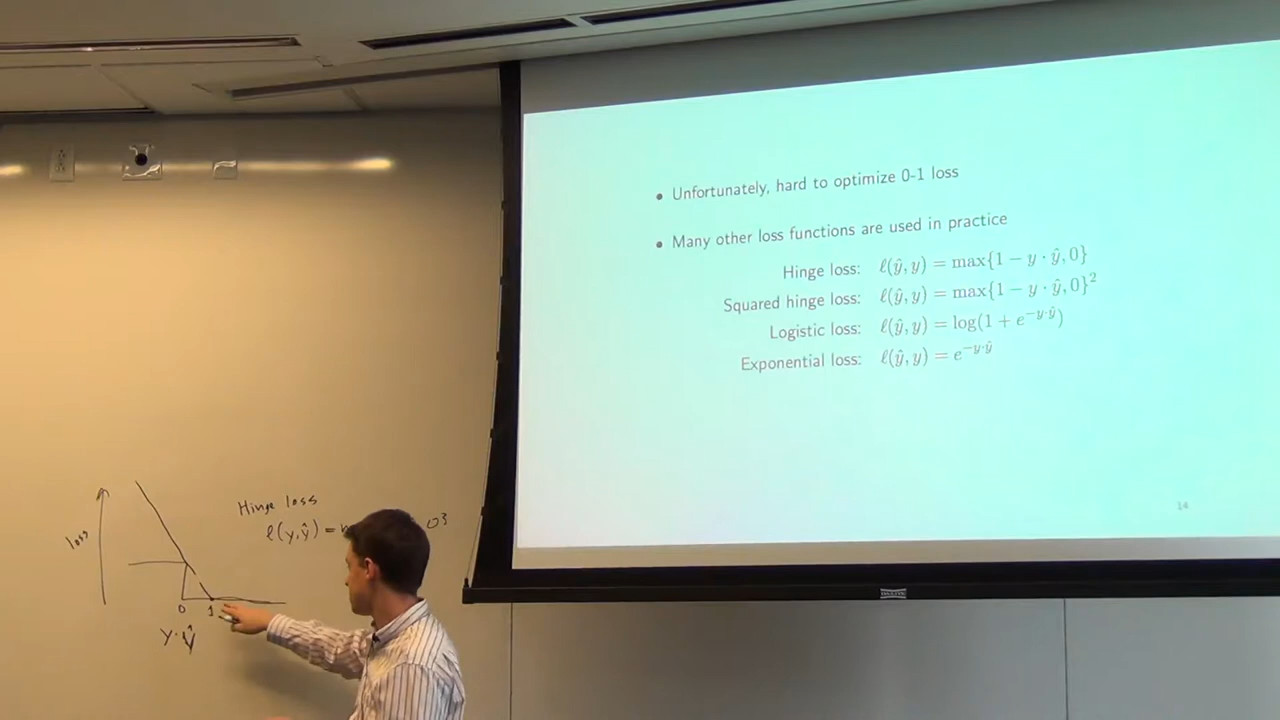 • Unfortunately, hard to optimize 0-1 loss
• Many other loss functions are used in practice
Hinge loss: ℓ(ŷ, y) = max{1 − y · ŷ, 0}
Squared hinge loss: ℓ(ŷ, y) = max{1 − y · ŷ, 0}²
Logistic loss: ℓ(ŷ, y) = log(1 + e^{−y·ŷ})
Exponential loss: ℓ(ŷ, y) = e^{−y·ŷ}
14
Hinge loss
ℓ(y,ŷ) = 0}
loss
0 1
y·ŷ